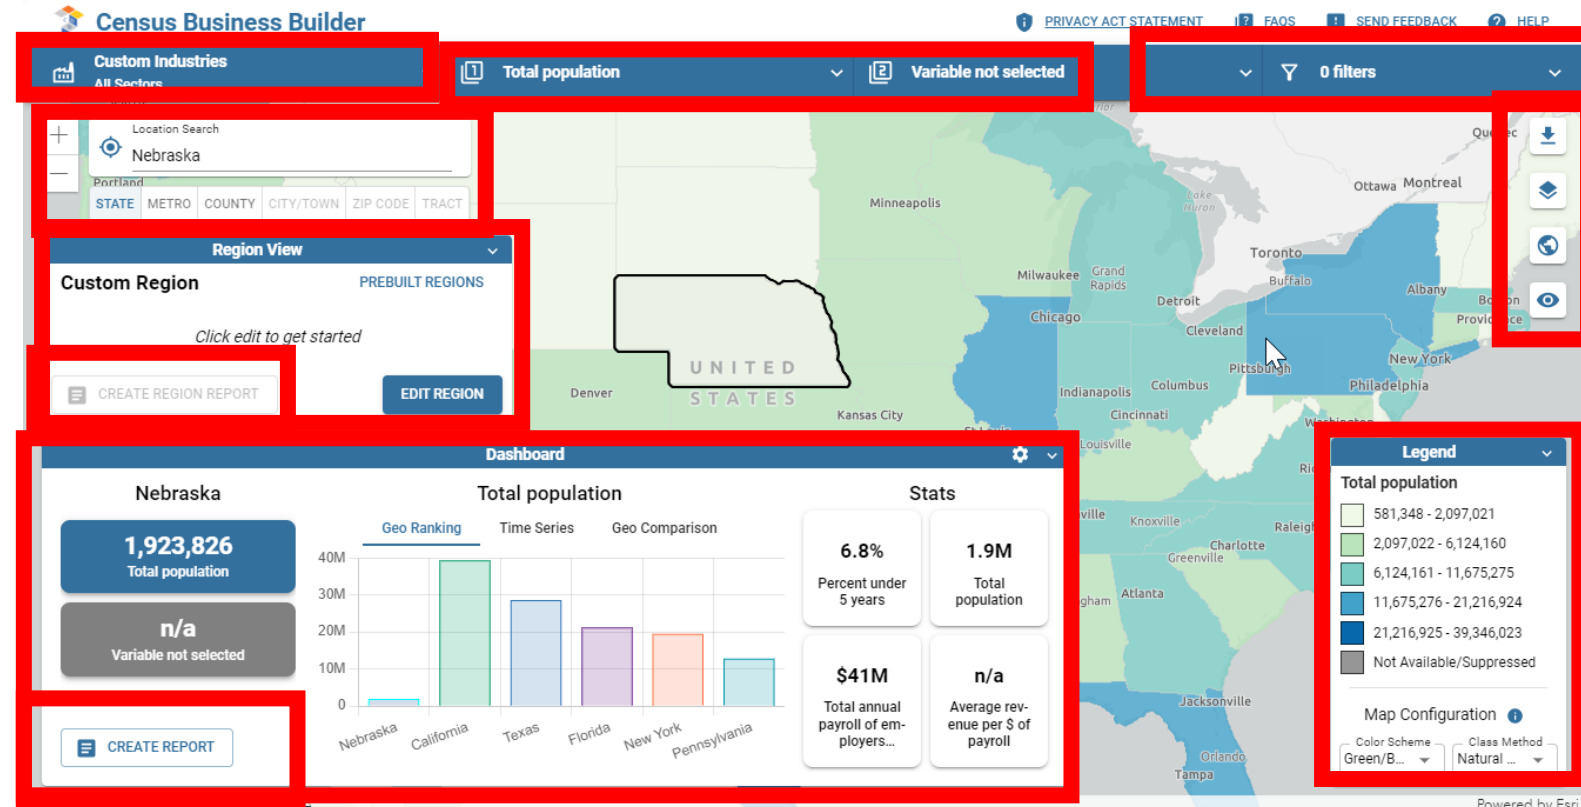 Census Business Builder
PRIVACY ACT STATEMENT
FAQS
SEND FEEDBACK
HELP
Custom Industries
All Sectors
1 Total population
2 Variable not selected
0 filters
Location Search
Nebraska
Portland
STATE METRO COUNTY CITY/TOWN ZIP CODE TRACT
Region View
Custom Region
PREBUILT REGIONS
Click edit to get started
CREATE REGION REPORT
EDIT REGION
Minneapolis
Lake
Huron
Ottawa
Montreal
Toronto
Milwaukee
Grand
Rapids
Buffalo
Albany
Detroit
Chicago
Cleveland
New York
Pittsburgh
UNITED
STATES
Denver
Indianapolis
Columbus
Philadelphia
Kansas City
Cincinnati
Louisville
Knoxville
Charlotte
Greenville
Atlanta
Jacksonville
Orlando
Tampa
Dashboard
Nebraska
1,923,826
Total population
n/a
Variable not selected
CREATE REPORT
Total population
Geo Ranking
Time Series
Geo Comparison
40M
30M
20M
10M
0
Nebraska
California
Texas
Florida
New York
Pennsylvania
Stats
6.8%
Percent under
5 years
1.9M
Total
population
$41M
Total annual
payroll of em-
ployers...
n/a
Average rev-
enue per $ of
payroll
Legend
Total population
581,348 - 2,097,021
2,097,022 - 6,124,160
6,124,161 - 11,675,275
11,675,276 - 21,216,924
21,216,925 - 39,346,023
Not Available/Suppressed
Map Configuration
Color Scheme
Green/B...
Class Method
Natural ...
Powered by Esri